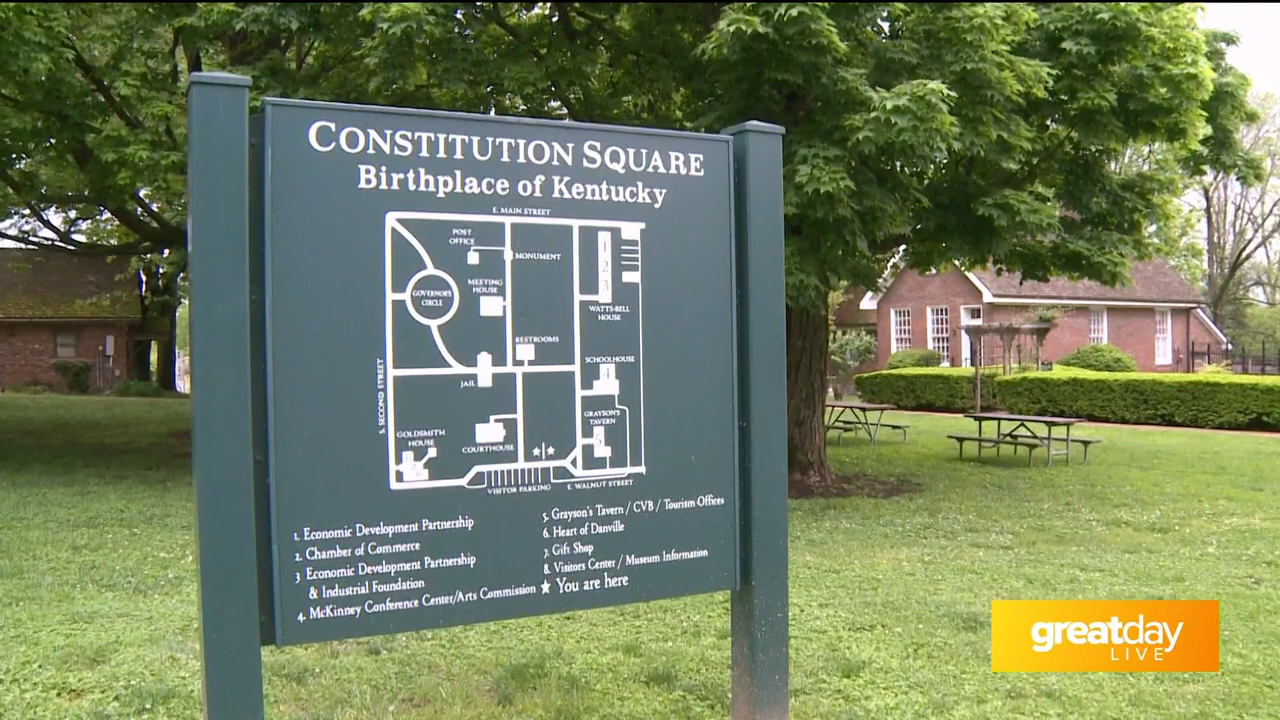 CONSTITUTION SQUARE
Birthplace of Kentucky
E. MAIN STREET
POST
OFFICE
MONUMENT
GOVERNOR'S
CIRCLE
MEETING
HOUSE
1
2
3
WATTS-BELL
HOUSE
RESTROOMS
SCHOOLHOUSE
4
JAIL
S. SECOND STREET
GRAYSON'S
TAVERN
5
GOLDSMITH
HOUSE
COURTHOUSE
VISITOR PARKING
E. WALNUT STREET
1. Economic Development Partnership
2. Chamber of Commerce
3 Economic Development Partnership
& Industrial Foundation
4. McKinney Conference Center/Arts Commission
5. Grayson's Tavern / CVB / Tourism Offices
6. Heart of Danville
7. Gift Shop
8. Visitors Center / Museum Information
★ You are here
greatday
LIVE